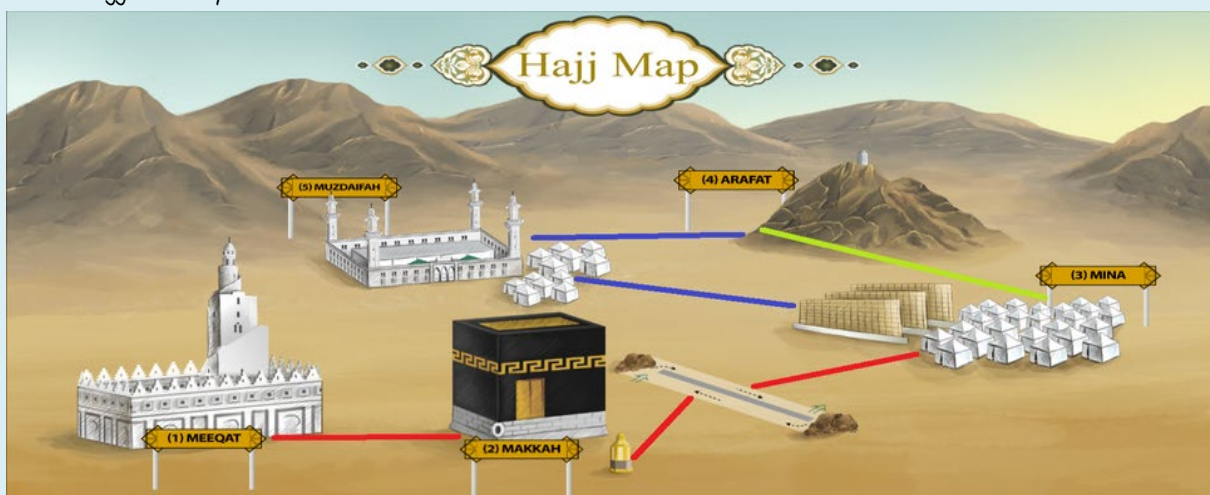 Hajj Map
(5) MUZDAIFAH
(4) ARAFAT
(3) MINA
(1) MEEQAT
(2) MAKKAH